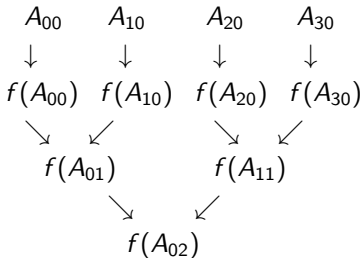 A₀₀ A₁₀ A₂₀ A₃₀
f(A₀₀) f(A₁₀) f(A₂₀) f(A₃₀)
f(A₀₁) f(A₁₁)
f(A₀₂)